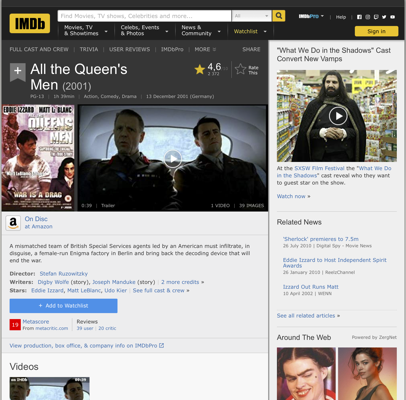 IMDb
Find Movies, TV shows, Celebrities and more...
All
IMDbPro
Help
Movies, TV
& Showtimes
Celebs, Events
& Photos
News &
Community
Watchlist
Sign in
FULL CAST AND CREW | TRIVIA | USER REVIEWS | IMDbPro | MORE
SHARE
All the Queen's
Men (2001)
4,6
Rate
This
PG-13 | 1h 39min | Action, Comedy, Drama | 13 December 2001 (Germany)
EDDIE IZZARD MATT LEBLANC
QUEENS
MEN
WAR IS A DRAG
0:39 | Trailer
1 VIDEO | 39 IMAGES
On Disc
at Amazon
A mismatched team of British Special Services agents led by an American must infiltrate, in
disguise, a female-run Enigma factory in Berlin and bring back the decoding device that will
end the war.
Director: Stefan Ruzowitzky
Writers: Digby Wolfe (story), Joseph Manduke (story) | 2 more credits »
Stars: Eddie Izzard, Matt LeBlanc, Udo Kier | See full cast & crew »
+ Add to Watchlist
19
Metascore
From metacritic.com
Reviews
39 user | 20 critic
View production, box office, & company info on IMDbPro
Videos
"What We Do in the Shadows" Cast
Convert New Vamps
At the SXSW Film Festival the "What We Do
in the Shadows" cast reveal who they want
to guest star on the show.
Watch now »
Related News
'Sherlock' premieres to 7.5m
26 July 2010 | Digital Spy - Movie News
Eddie Izzard to Host Independent Spirit
Awards
26 January 2010 | ReelzChannel
Izzard Out Runs Matt
10 April 2002 | WENN
See all related articles »
Around The Web
Powered by ZergNet